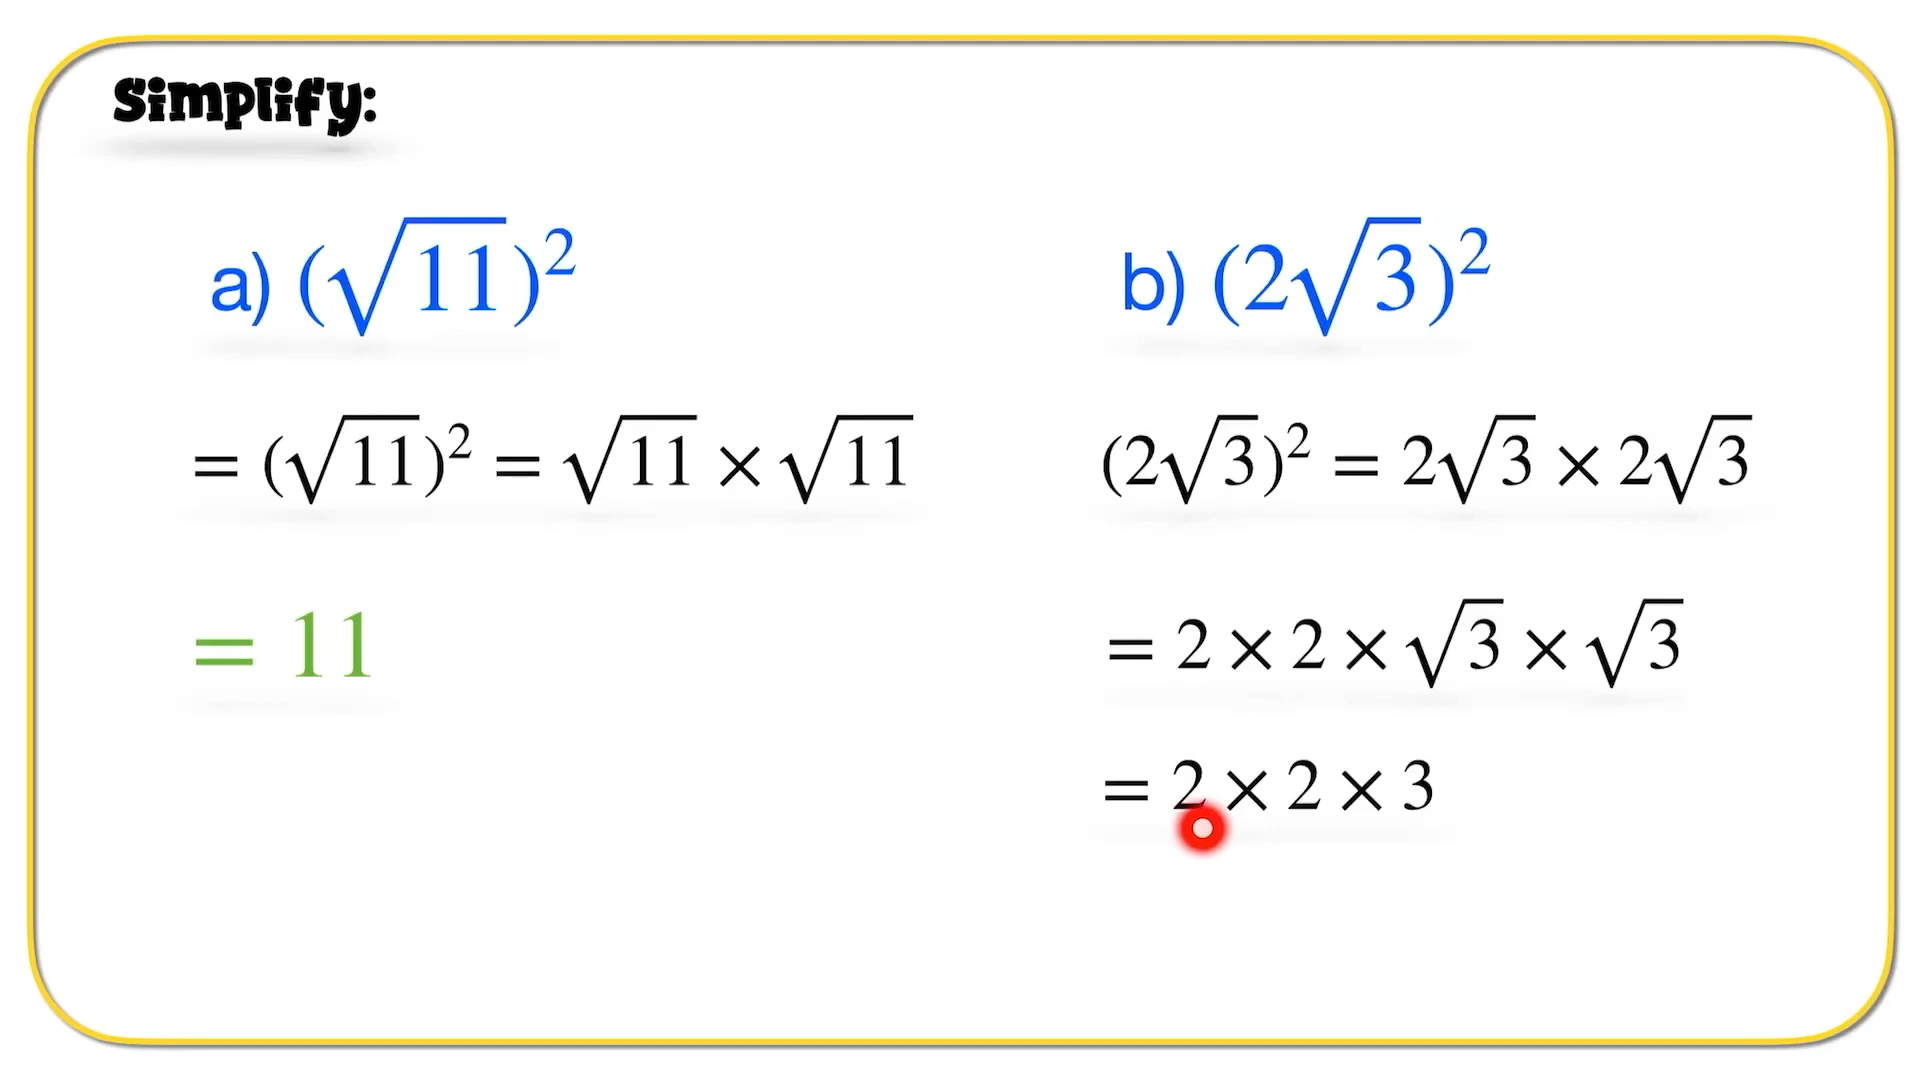 Simplify:
a) (√11)²
= (√11)² = √11 × √11
= 11
b) (2√3)²
(2√3)² = 2√3 × 2√3
= 2 × 2 × √3 × √3
= 2 × 2 × 3